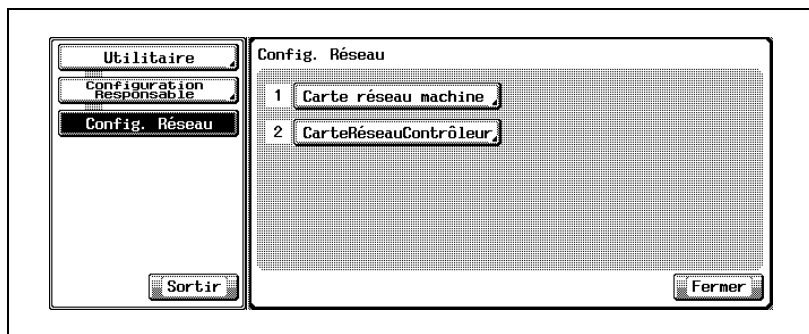 Utilitaire
Configuration
Responsable
Config. Réseau
Sortir
Config. Réseau
1 Carte réseau machine
2 CarteRéseauContrôleur
Fermer